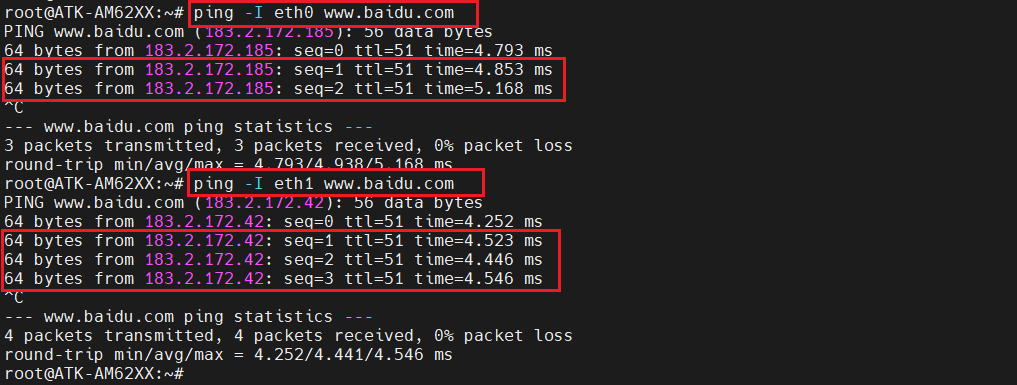 root@ATK-AM62XX:~# ping -I eth0 www.baidu.com
PING www.baidu.com (183.2.172.185): 56 data bytes
64 bytes from 183.2.172.185: seq=0 ttl=51 time=4.793 ms
64 bytes from 183.2.172.185: seq=1 ttl=51 time=4.853 ms
64 bytes from 183.2.172.185: seq=2 ttl=51 time=5.168 ms
^C
--- www.baidu.com ping statistics ---
3 packets transmitted, 3 packets received, 0% packet loss
round-trip min/avg/max = 4.793/4.938/5.168 ms
root@ATK-AM62XX:~# ping -I eth1 www.baidu.com
PING www.baidu.com (183.2.172.42): 56 data bytes
64 bytes from 183.2.172.42: seq=0 ttl=51 time=4.252 ms
64 bytes from 183.2.172.42: seq=1 ttl=51 time=4.523 ms
64 bytes from 183.2.172.42: seq=2 ttl=51 time=4.446 ms
64 bytes from 183.2.172.42: seq=3 ttl=51 time=4.546 ms
^C
--- www.baidu.com ping statistics ---
4 packets transmitted, 4 packets received, 0% packet loss
round-trip min/avg/max = 4.252/4.441/4.546 ms
root@ATK-AM62XX:~#